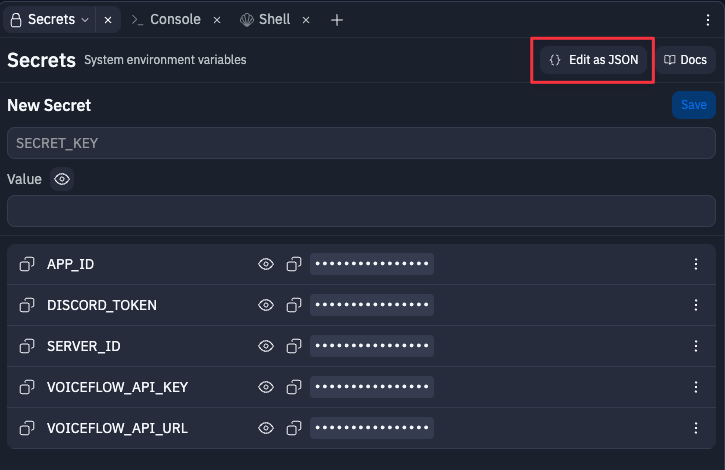 Secrets Console Shell
Secrets System environment variables {} Edit as JSON Docs
New Secret Save
SECRET_KEY
Value
APP_ID ••••••••••••••••
DISCORD_TOKEN ••••••••••••••••
SERVER_ID ••••••••••••••••
VOICEFLOW_API_KEY ••••••••••••••••
VOICEFLOW_API_URL ••••••••••••••••